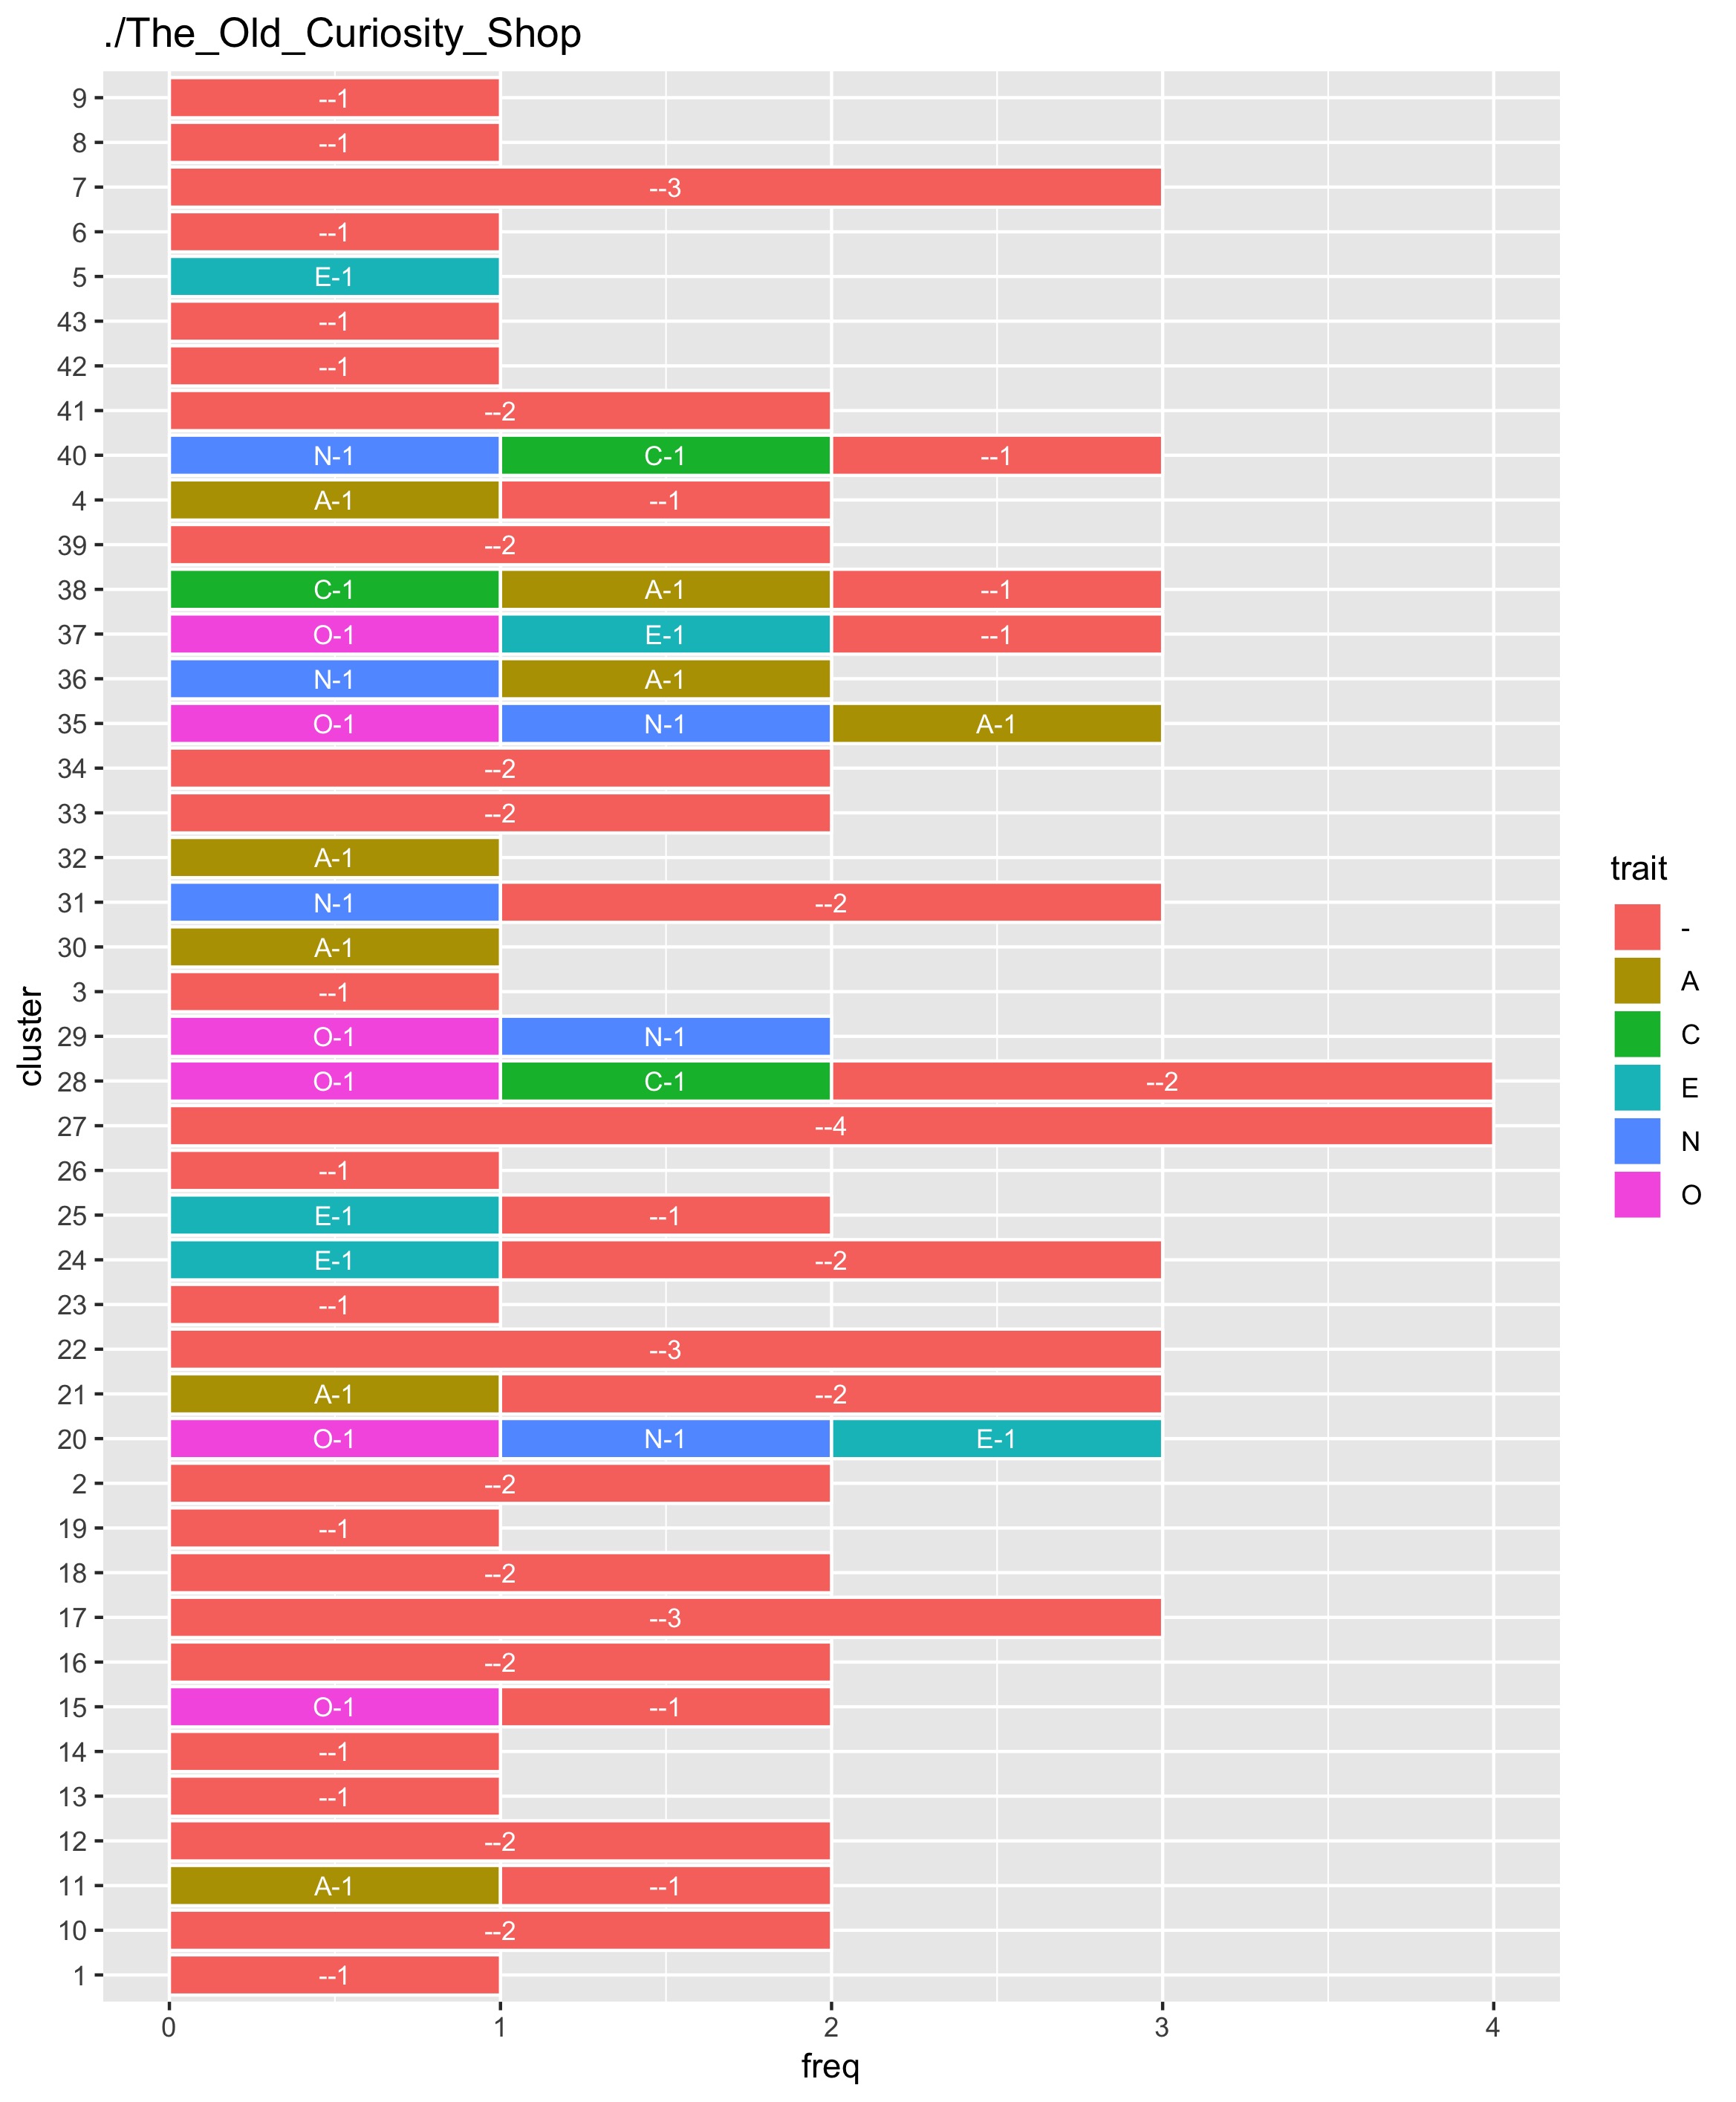 ./The_Old_Curiosity_Shop
9 --1
8 --1
7 --3
6 --1
5 E-1
43 --1
42 --1
41 --2
40 N-1 C-1 --1
4 A-1 --1
39 --2
38 C-1 A-1 --1
37 O-1 E-1 --1
36 N-1 A-1
35 O-1 N-1 A-1
34 --2
33 --2
32 A-1
31 N-1 --2
30 A-1
3 --1
29 O-1 N-1
28 O-1 C-1 --2
27 --4
26 --1
25 E-1 --1
24 E-1 --2
23 --1
22 --3
21 A-1 --2
20 O-1 N-1 E-1
2 --2
19 --1
18 --2
17 --3
16 --2
15 O-1 --1
14 --1
13 --1
12 --2
11 A-1 --1
10 --2
1 --1
0 1 2 3 4
freq
cluster
trait
-
A
C
E
N
O